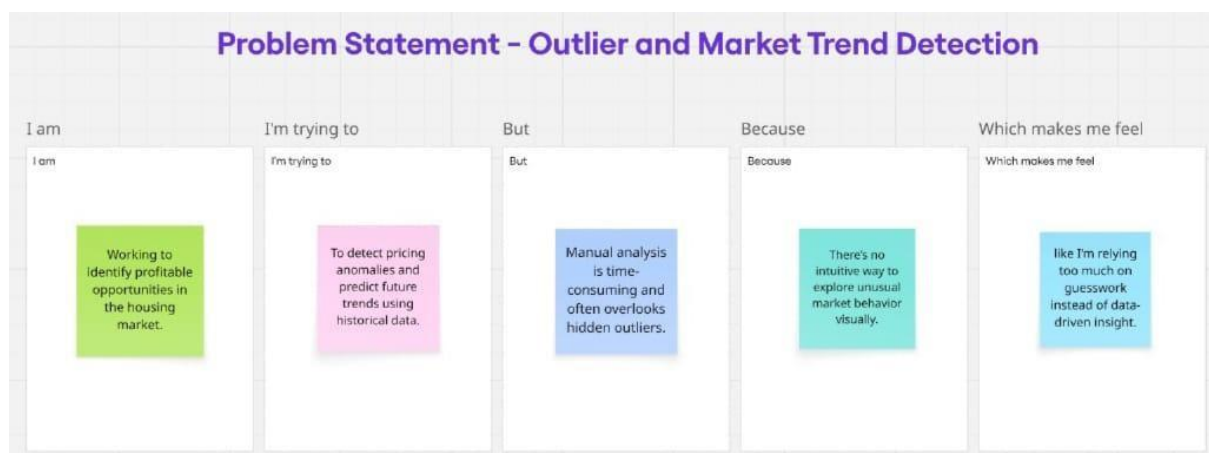 Problem Statement - Outlier and Market Trend Detection
I am
I'm trying to
But
Because
Which makes me feel
I am
I'm trying to
But
Because
Which makes me feel
Working to
identify profitable
opportunities in
the housing
market.
To detect pricing
anomalies and
predict future
trends using
historical data.
Manual analysis
is time-
consuming and
often overlooks
hidden outliers.
There's no
intuitive way to
explore unusual
market behavior
visually.
like I'm relying
too much on
guesswork
instead of data-
driven insight.